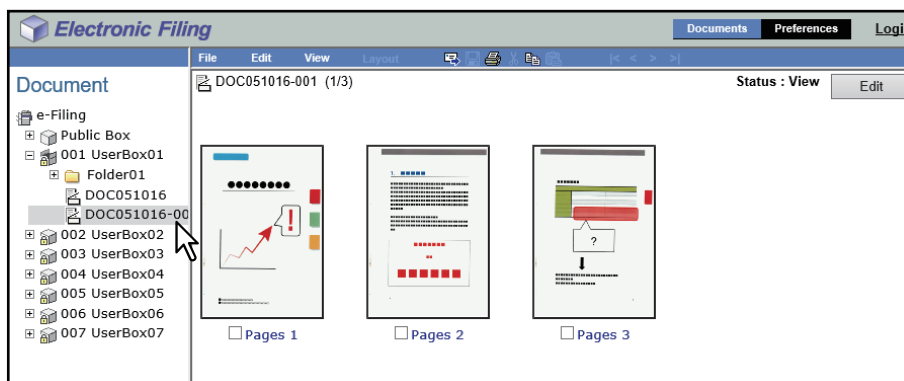 Electronic Filing
Documents Preferences Logi
File Edit View Layout |< < > >|
Document
DOC051016-001 (1/3)
Status : View
Edit
e-Filing
Public Box
001 UserBox01
Folder01
DOC051016
DOC051016-00
002 UserBox02
003 UserBox03
004 UserBox04
005 UserBox05
006 UserBox06
007 UserBox07
!
1.
?
Pages 1
Pages 2
Pages 3